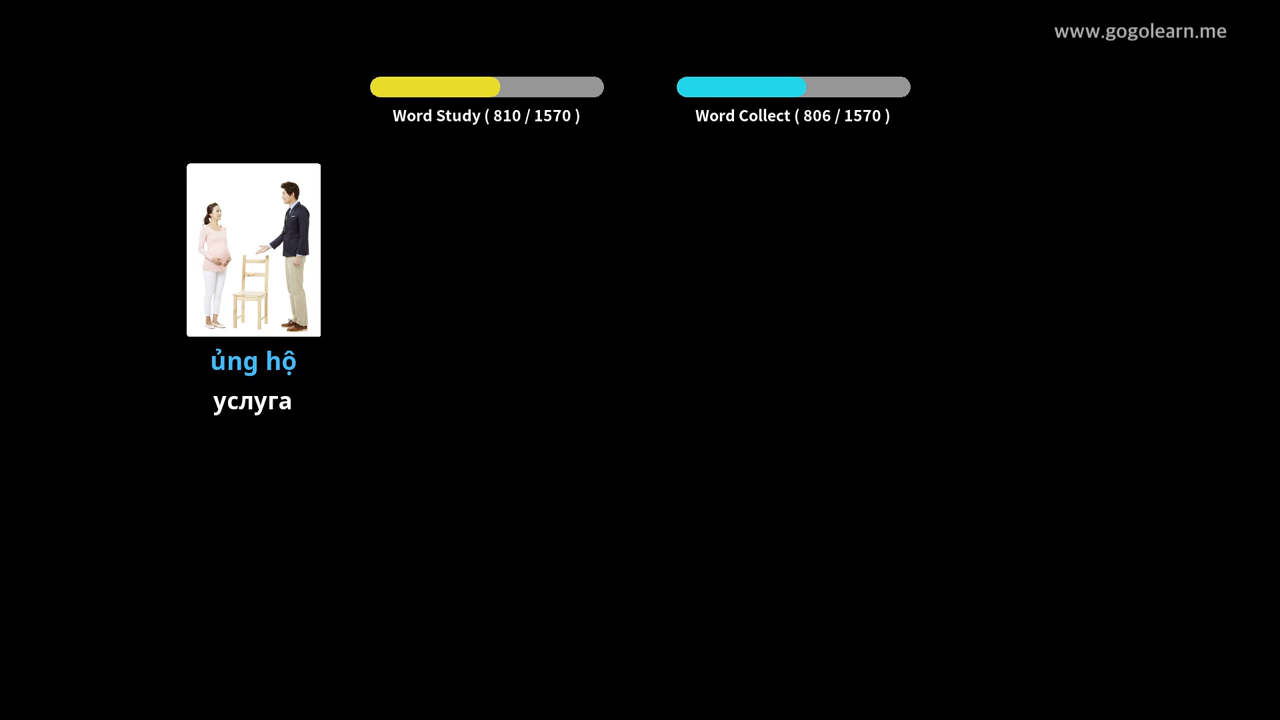 www.gogolearn.me
Word Study ( 810 / 1570 )
Word Collect ( 806 / 1570 )
ủng hộ
услуга